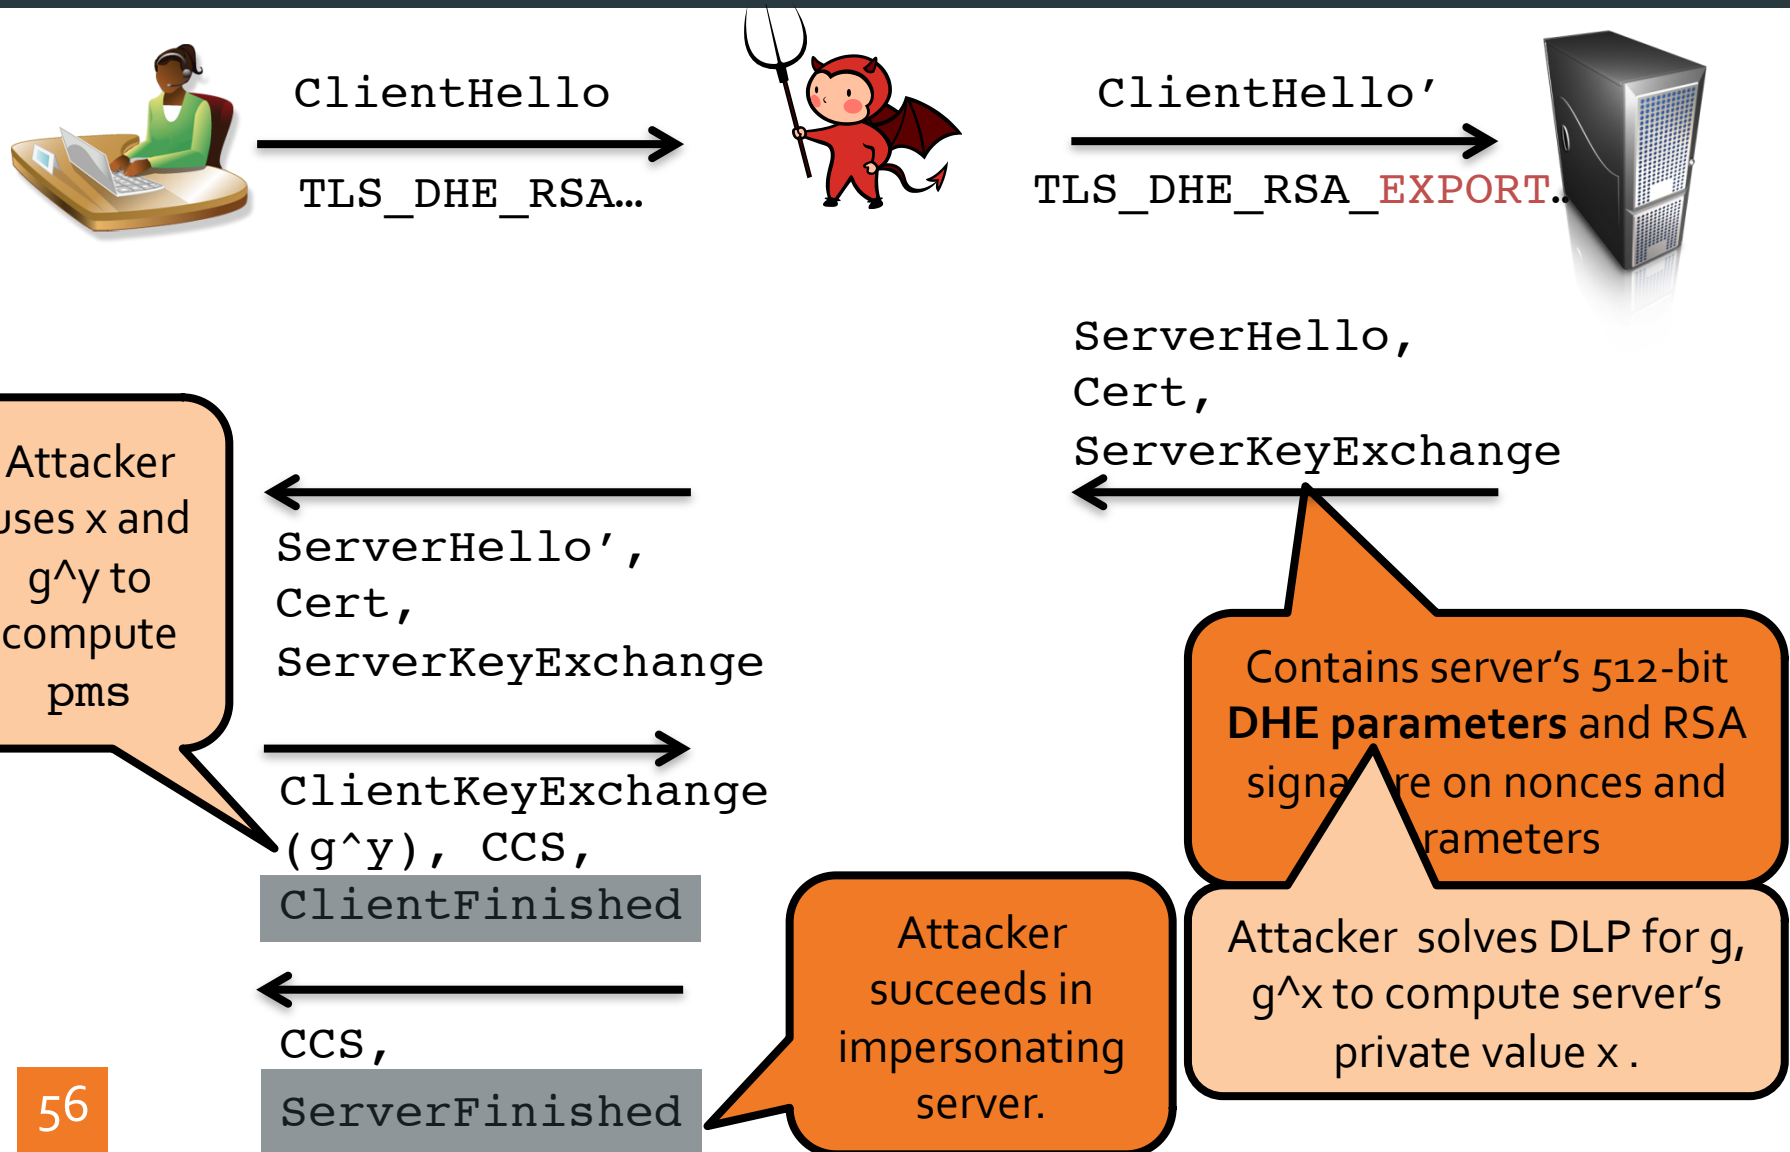 ClientHello
TLS_DHE_RSA…
ClientHello’
TLS_DHE_RSA_EXPORT…
ServerHello,
Cert,
ServerKeyExchange
Attacker
uses x and
g^y to
compute
pms
ServerHello’,
Cert,
ServerKeyExchange
Contains server’s 512-bit
DHE parameters and RSA
re on nonces and
rameters
ClientKeyExchange
(g^y), CCS,
ClientFinished
Attacker solves DLP for g,
g^x to compute server’s
private value x .
Attacker
succeeds in
impersonating
server.
CCS,
ServerFinished
56